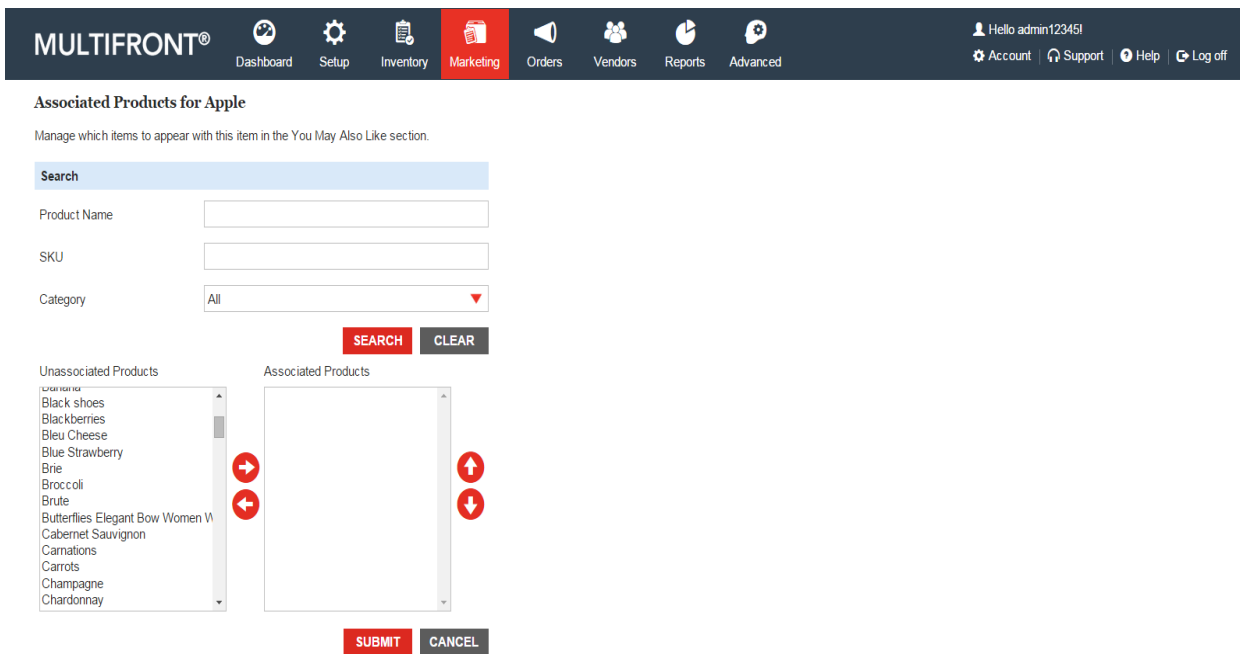 MULTIFRONT®
Dashboard
Setup
Inventory
Marketing
Orders
Vendors
Reports
Advanced
Hello admin12345!
Account
Support
Help
Log off
Associated Products for Apple
Manage which items to appear with this item in the You May Also Like section.
Search
Product Name
SKU
Category
All
SEARCH
CLEAR
Unassociated Products
Associated Products
Banana
Black shoes
Blackberries
Bleu Cheese
Blue Strawberry
Brie
Broccoli
Brute
Butterflies Elegant Bow Women W
Cabernet Sauvignon
Carnations
Carrots
Champagne
Chardonnay
SUBMIT
CANCEL